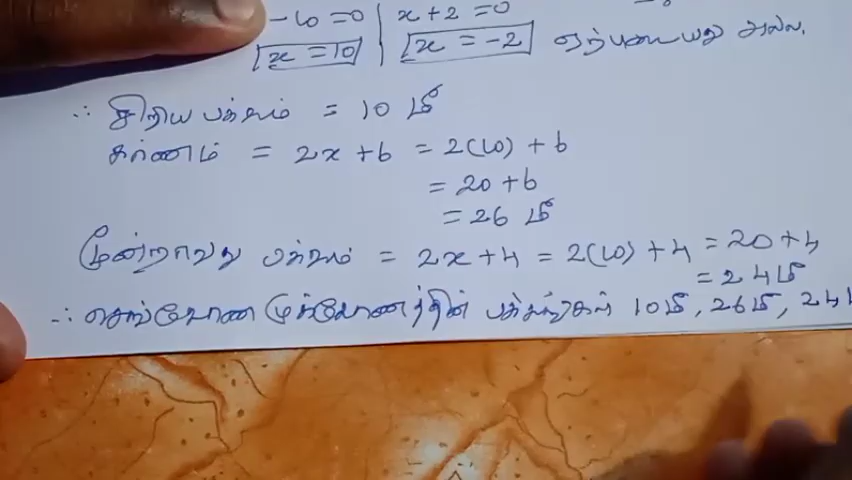 - 10 = 0 | x + 2 = 0
x = 10 | x = -2 ஏற்புடையது அல்ல.
∴ சிறிய பக்கம் = 10 மீ
கர்ணம் = 2x + 6 = 2(10) + 6
= 20 + 6
= 26 மீ
மூன்றாவது பக்கம் = 2x + 4 = 2(10) + 4 = 20 + 4
= 24 மீ
∴ செங்கோண முக்கோணத்தின் பக்கங்கள் 10மீ, 26மீ, 24